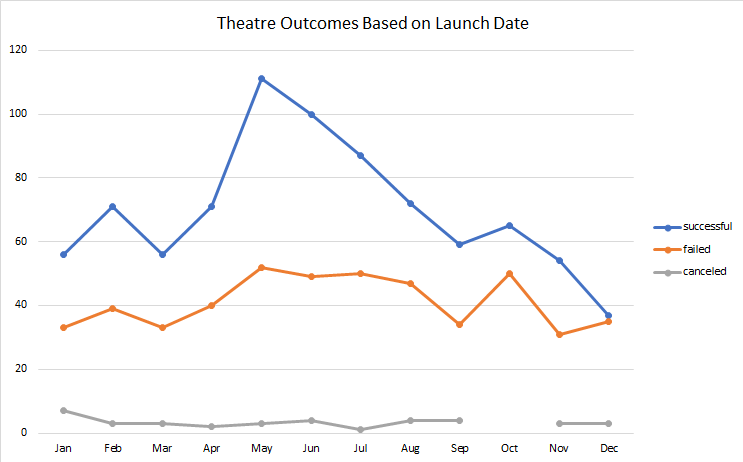 Theatre Outcomes Based on Launch Date
120
100
80
60
40
20
0
Jan Feb Mar Apr May Jun Jul Aug Sep Oct Nov Dec
successful
failed
canceled